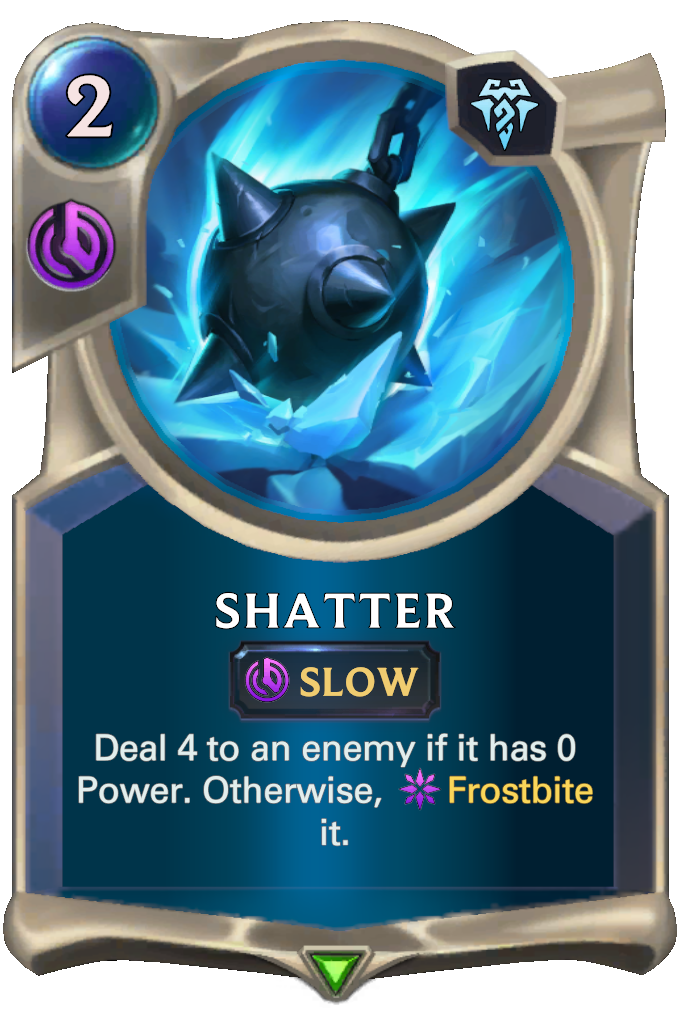 2
SHATTER
SLOW
Deal 4 to an enemy if it has 0
Power. Otherwise, Frostbite
it.